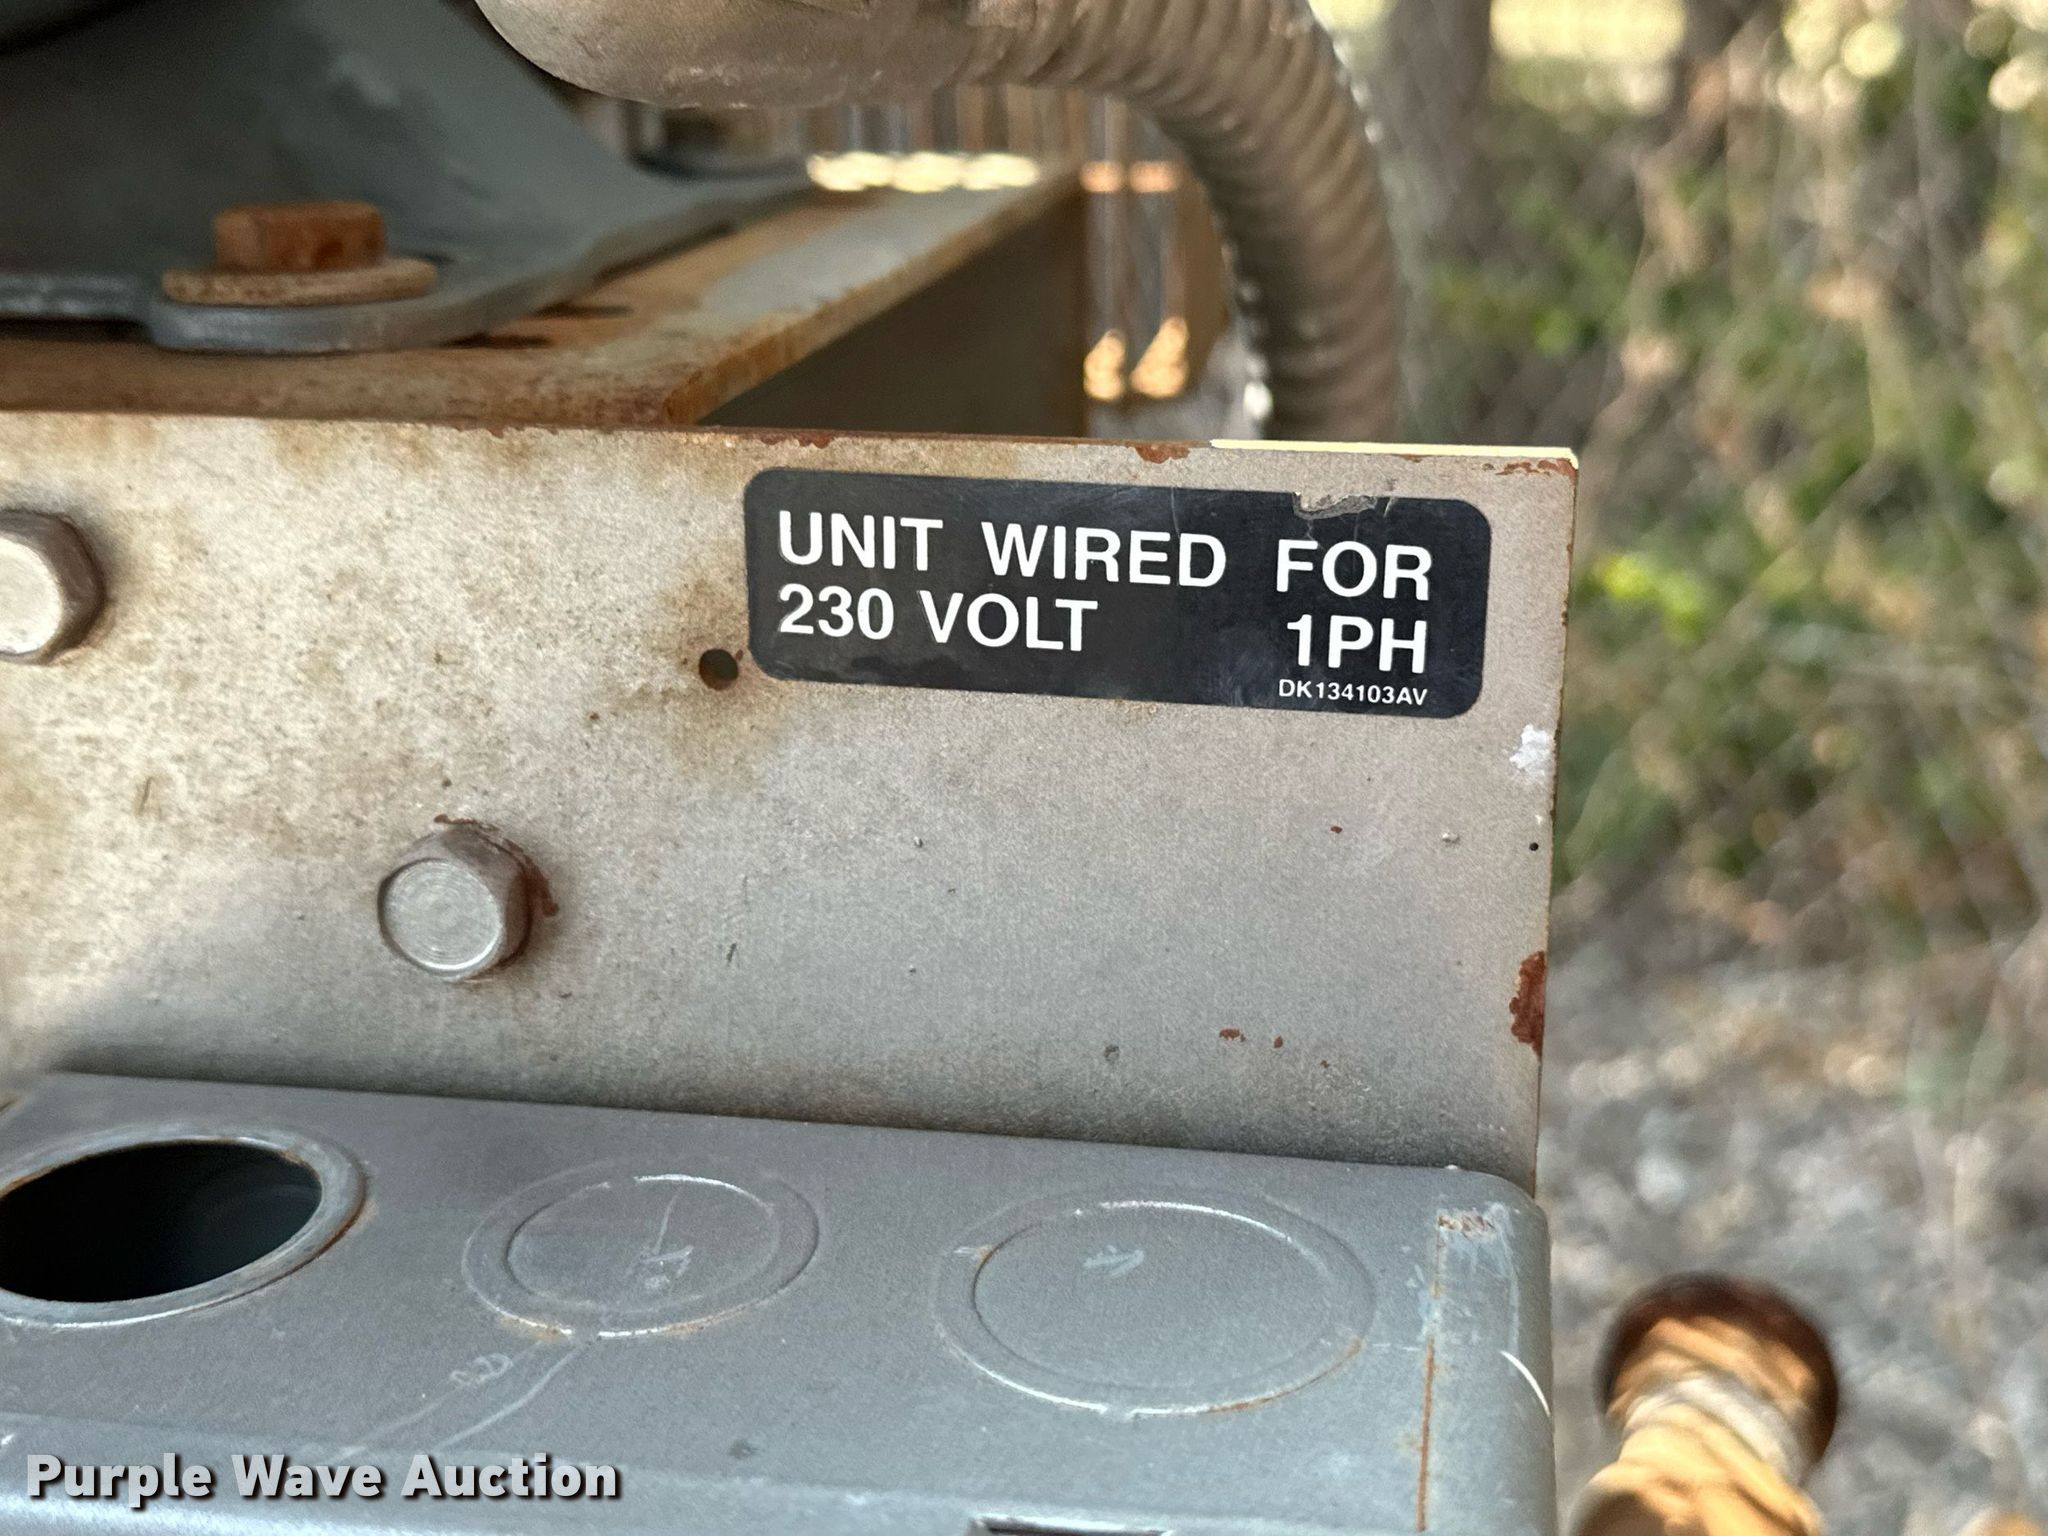 UNIT WIRED FOR
230 VOLT 1PH
DK134103AV
Purple Wave Auction